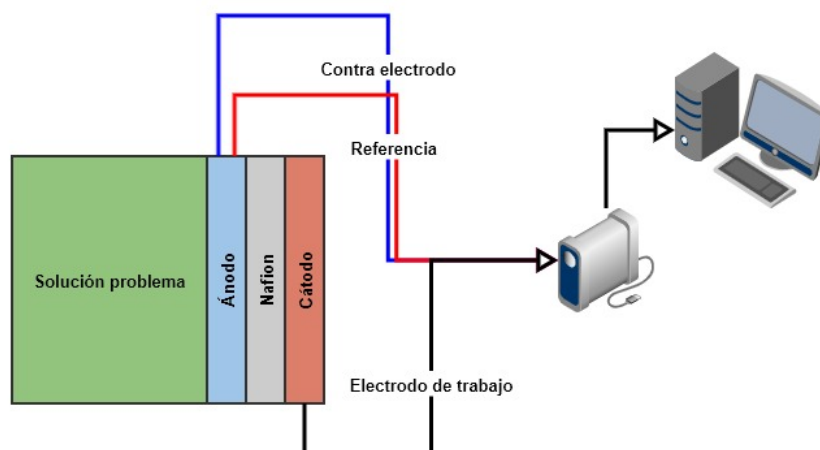 Contra electrodo
Referencia
Solución problema
Ánodo
Nafion
Cátodo
Electrodo de trabajo